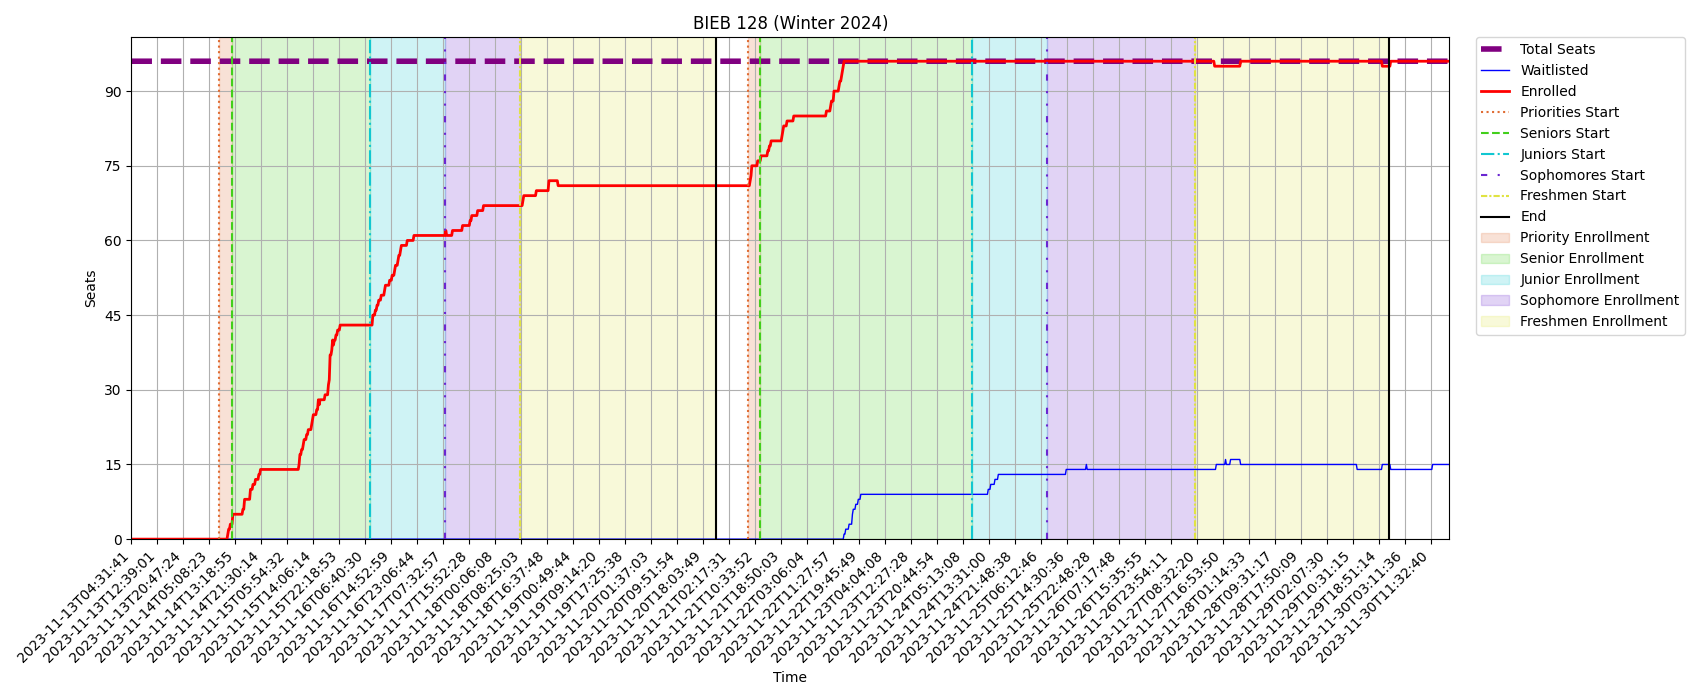 BIEB 128 (Winter 2024)
Total Seats
Waitlisted
Enrolled
Priorities Start
Seniors Start
Juniors Start
Sophomores Start
Freshmen Start
End
Priority Enrollment
Senior Enrollment
Junior Enrollment
Sophomore Enrollment
Freshmen Enrollment
Seats
90
75
60
45
30
15
0
2023-11-13T04:31:41
2023-11-13T12:39:01
2023-11-13T20:47:24
2023-11-14T05:08:23
2023-11-14T13:18:55
2023-11-14T21:30:14
2023-11-15T05:54:32
2023-11-15T14:06:14
2023-11-15T22:18:53
2023-11-16T06:40:30
2023-11-16T14:52:59
2023-11-16T23:06:44
2023-11-17T07:32:57
2023-11-17T15:52:28
2023-11-18T00:06:08
2023-11-18T08:25:03
2023-11-18T16:37:48
2023-11-19T00:49:44
2023-11-19T09:14:20
2023-11-19T17:25:38
2023-11-20T01:37:03
2023-11-20T09:51:54
2023-11-20T18:03:49
2023-11-21T02:17:31
2023-11-21T10:33:52
2023-11-21T18:50:03
2023-11-22T03:06:04
2023-11-22T11:27:57
2023-11-22T19:45:49
2023-11-23T04:04:08
2023-11-23T12:27:28
2023-11-23T20:44:54
2023-11-24T05:13:08
2023-11-24T13:31:00
2023-11-24T21:48:38
2023-11-25T06:12:46
2023-11-25T14:30:36
2023-11-25T22:48:28
2023-11-26T07:17:48
2023-11-26T15:35:55
2023-11-26T23:54:11
2023-11-27T08:32:20
2023-11-27T16:53:50
2023-11-28T01:14:33
2023-11-28T09:31:17
2023-11-28T17:50:09
2023-11-29T02:07:30
2023-11-29T10:31:15
2023-11-29T18:51:14
2023-11-30T03:11:36
2023-11-30T11:32:40
Time